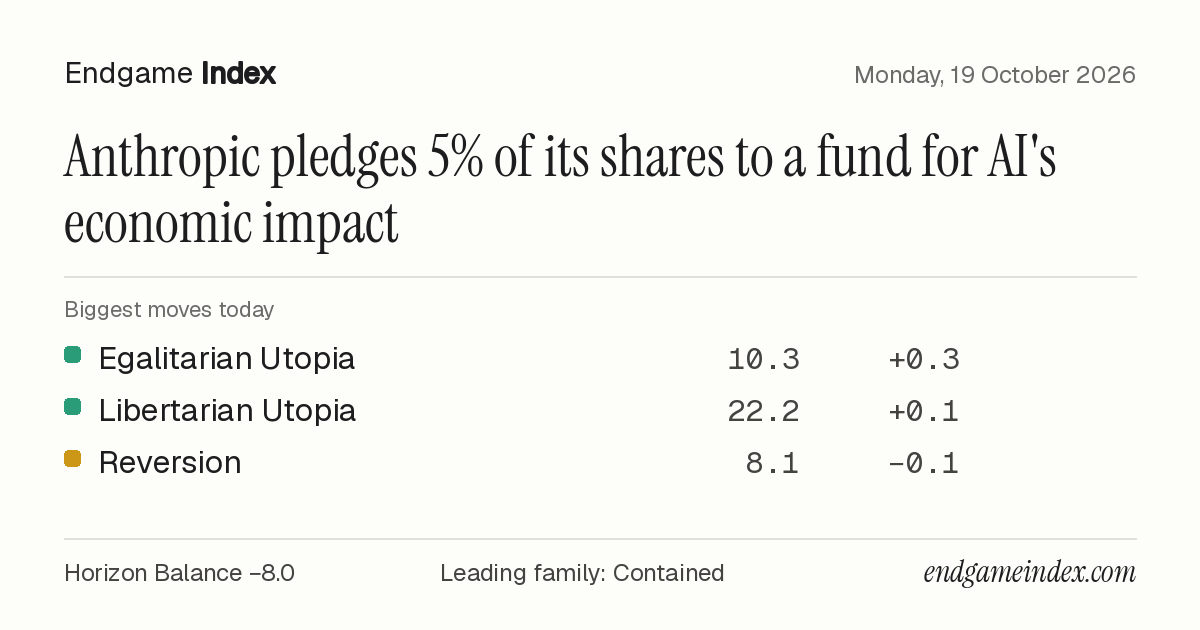 Endgame Index
Monday, 19 October 2026
Anthropic pledges 5% of its shares to a fund for AI's
economic impact
Biggest moves today
Egalitarian Utopia 10.3 +0.3
Libertarian Utopia 22.2 +0.1
Reversion 8.1 −0.1
Horizon Balance −8.0
Leading family: Contained
endgameindex.com